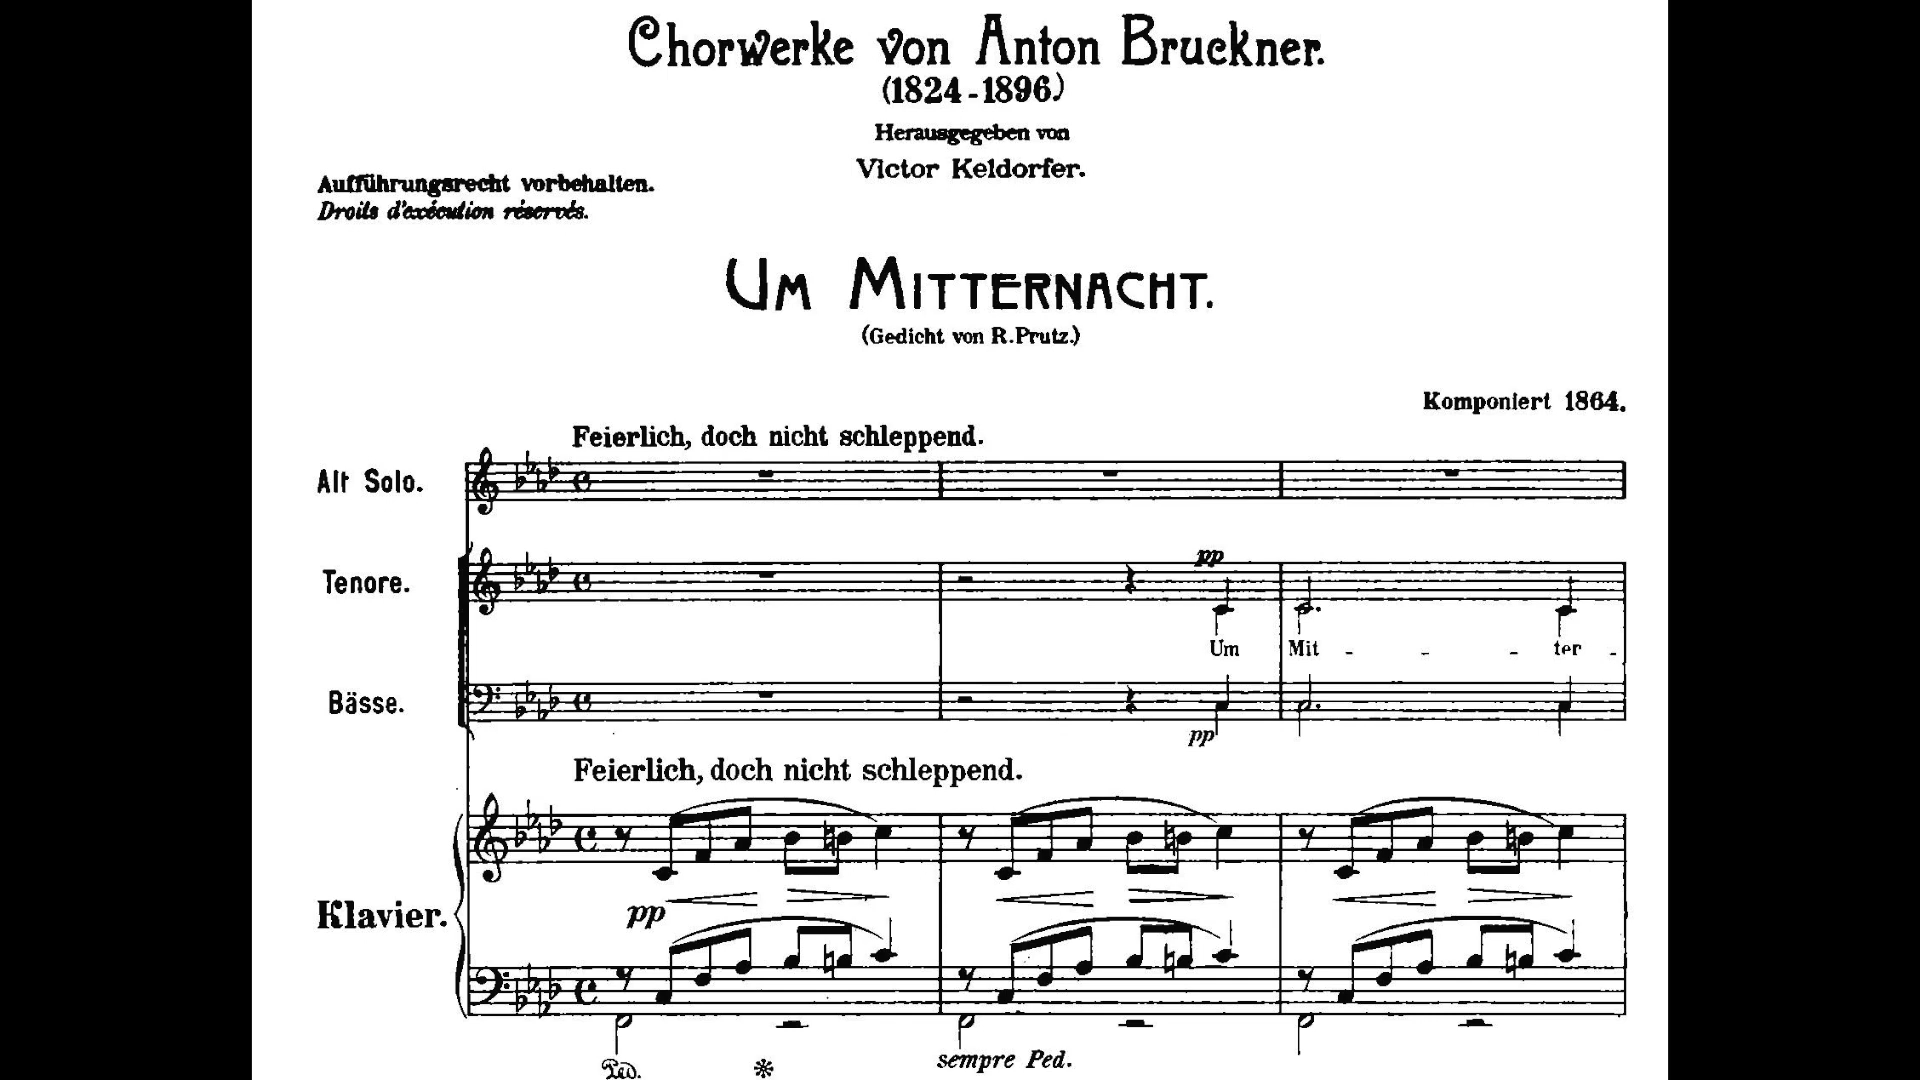 Chorwerke von Anton Bruckner.
(1824-1896.)
Herausgegeben von
Victor Keldorfer.
Aufführungsrecht vorbehalten.
Droits d'exécution réservés.
UM MITTERNACHT.
(Gedicht von R. Prutz.)
Komponiert 1864.
Feierlich, doch nicht schleppend.
Alt Solo.
pp
Tenore.
Um Mit - - - ter -
Bässe.
pp
Feierlich, doch nicht schleppend.
Klavier.
pp
Ped. sempre Ped.